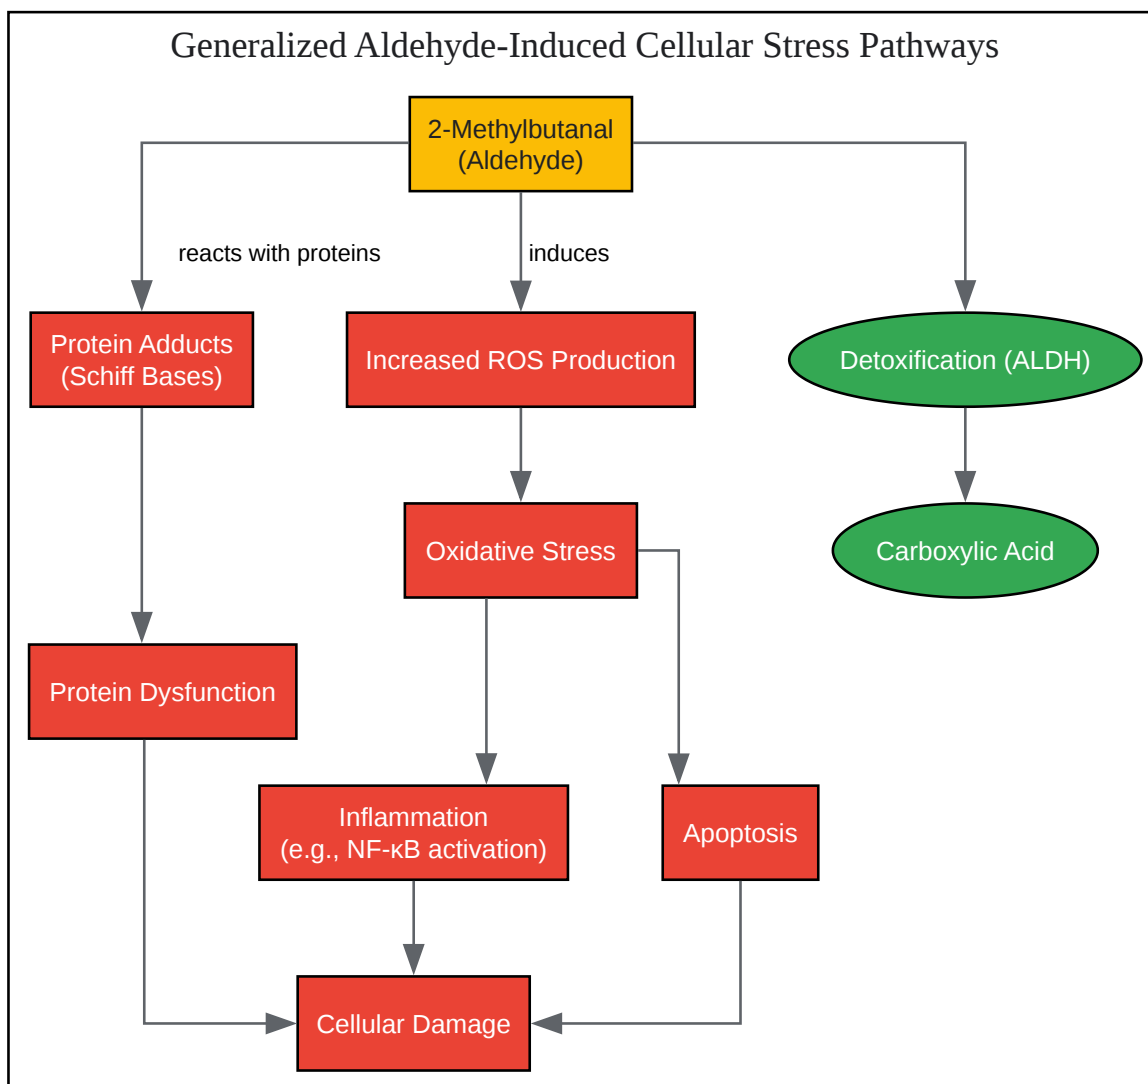 Generalized Aldehyde-Induced Cellular Stress Pathways
2-Methylbutanal
(Aldehyde)
reacts with proteins
induces
Protein Adducts
(Schiff Bases)
Increased ROS Production
Detoxification (ALDH)
Oxidative Stress
Carboxylic Acid
Protein Dysfunction
Inflammation
(e.g., NF-κB activation)
Apoptosis
Cellular Damage